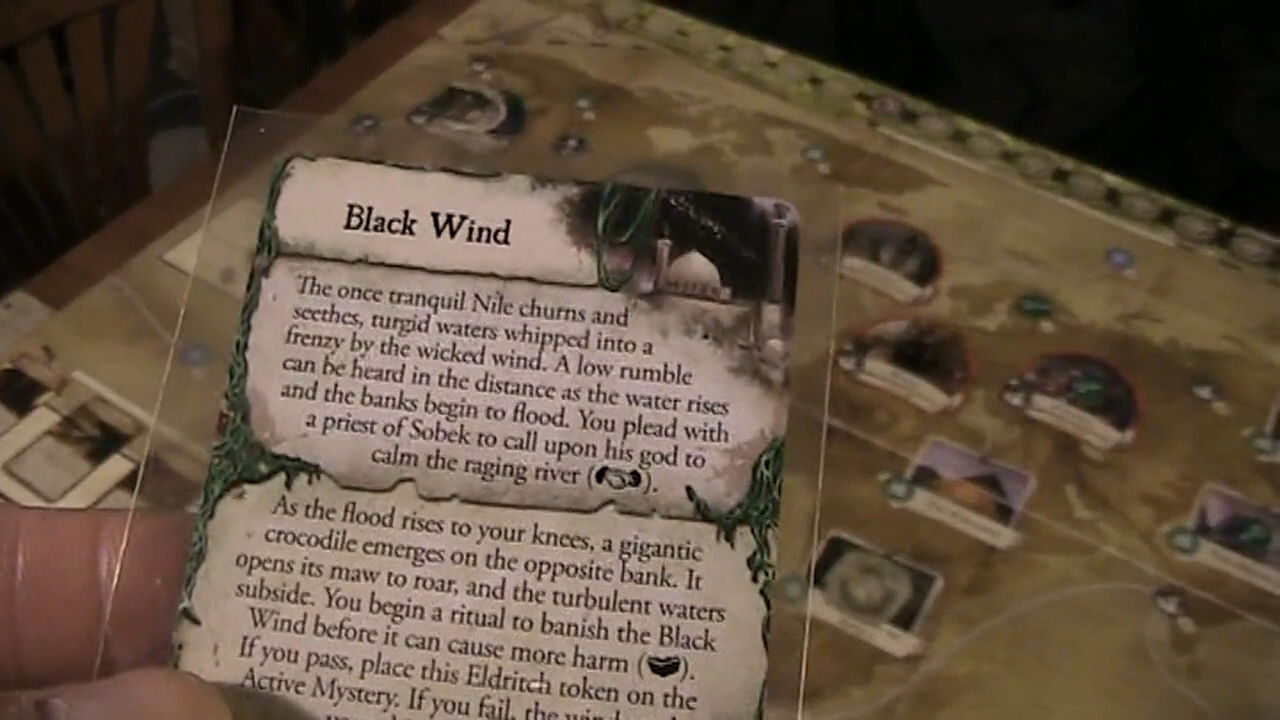 Black Wind
The once tranquil Nile churns and
seethes, turgid waters whipped into a
frenzy by the wicked wind. A low rumble
can be heard in the distance as the water rises
and the banks begin to flood. You plead with
a priest of Sobek to call upon his god to
calm the raging river ( ).
As the flood rises to your knees, a gigantic
crocodile emerges on the opposite bank. It
opens its maw to roar, and the turbulent waters
subside. You begin a ritual to banish the Black
Wind before it can cause more harm ( ).
If you pass, place this Eldritch token on the
Active Mystery. If you fail, the wind